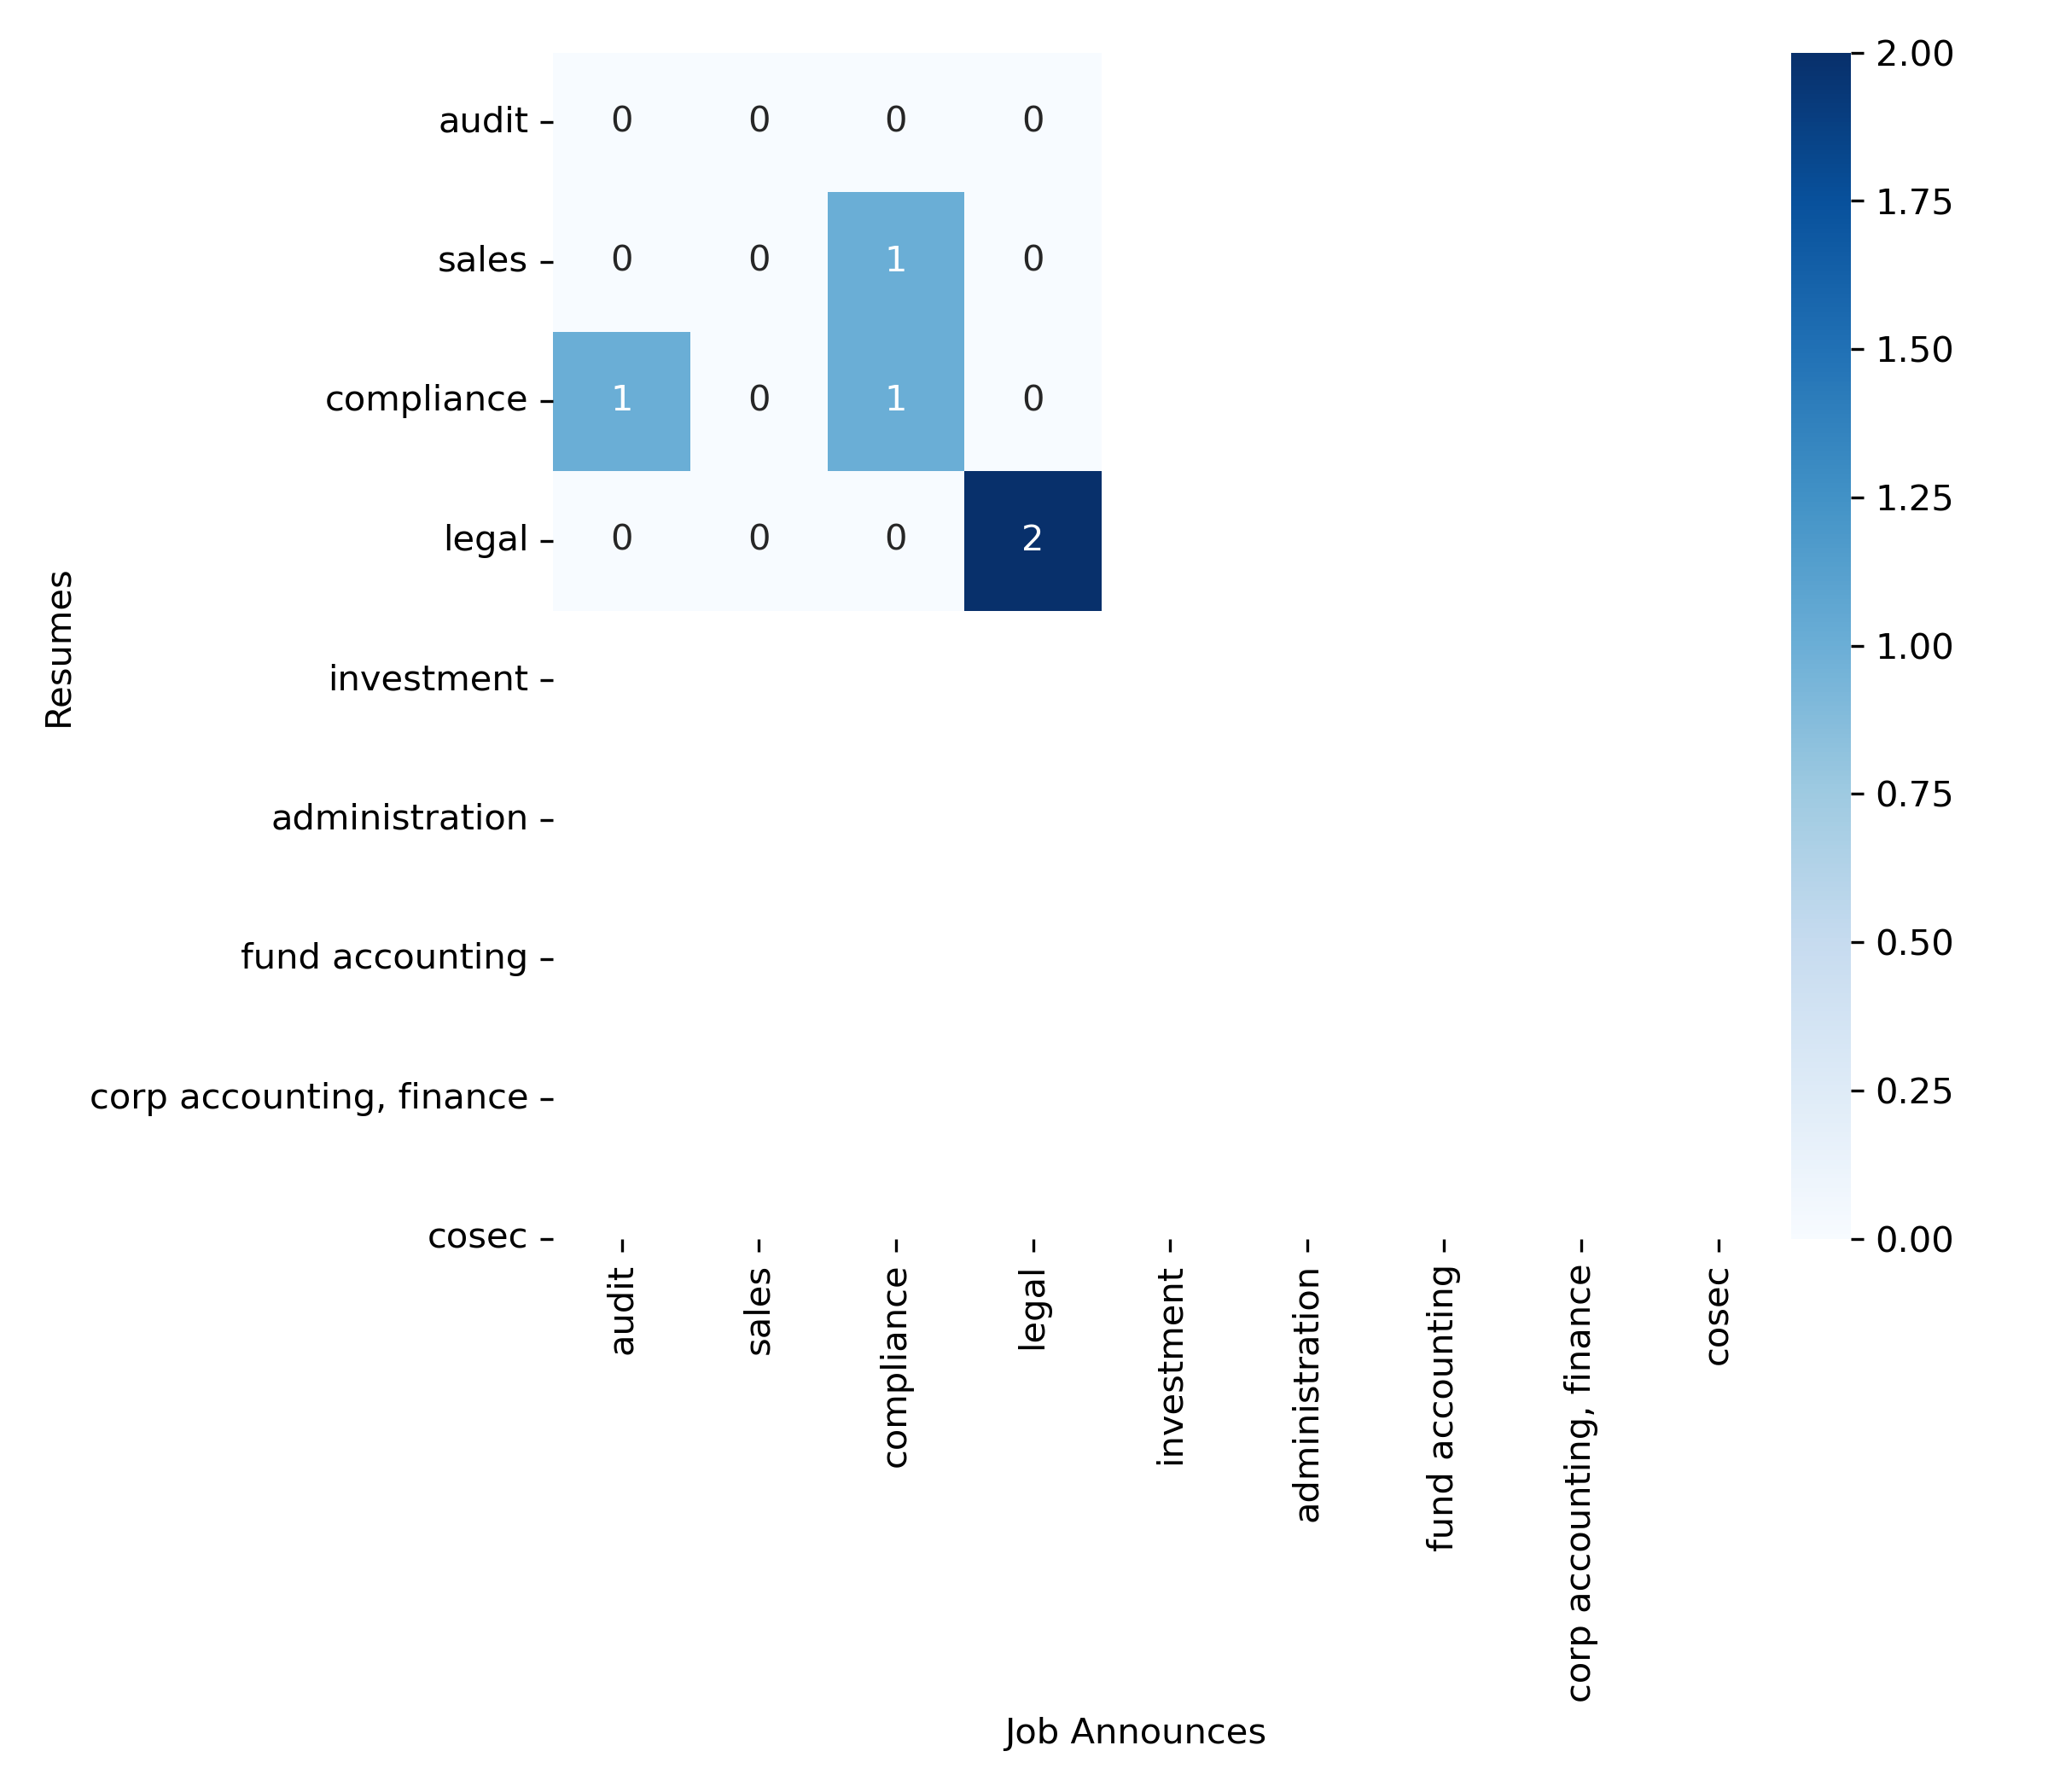 audit 0 0 0 0
sales 0 0 1 0
compliance 1 0 1 0
legal 0 0 0 2
investment
administration
fund accounting
corp accounting, finance
cosec
Resumes
audit
sales
compliance
legal
investment
administration
fund accounting
corp accounting, finance
cosec
Job Announces
2.00
1.75
1.50
1.25
1.00
0.75
0.50
0.25
0.00